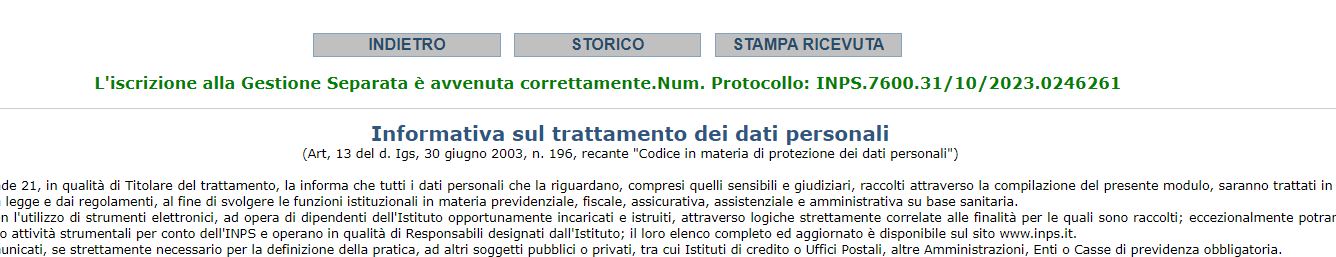 INDIETRO STORICO STAMPA RICEVUTA
L'iscrizione alla Gestione Separata è avvenuta correttamente.Num. Protocollo: INPS.7600.31/10/2023.0246261
Informativa sul trattamento dei dati personali
(Art, 13 del d. lgs, 30 giugno 2003, n. 196, recante "Codice in materia di protezione dei dati personali")
de 21, in qualità di Titolare del trattamento, la informa che tutti i dati personali che la riguardano, compresi quelli sensibili e giudiziari, raccolti attraverso la compilazione del presente modulo, saranno trattati in
legge e dai regolamenti, al fine di svolgere le funzioni istituzionali in materia previdenziale, fiscale, assicurativa, assistenziale e amministrativa su base sanitaria.
n l'utilizzo di strumenti elettronici, ad opera di dipendenti dell'Istituto opportunamente incaricati e istruiti, attraverso logiche strettamente correlate alle finalità per le quali sono raccolti; eccezionalmente potran
o attività strumentali per conto dell'INPS e operano in qualità di Responsabili designati dall'Istituto; il loro elenco completo ed aggiornato è disponibile sul sito www.inps.it.
unicati, se strettamente necessario per la definizione della pratica, ad altri soggetti pubblici o privati, tra cui Istituti di credito o Uffici Postali, altre Amministrazioni, Enti o Casse di previdenza obbligatoria.